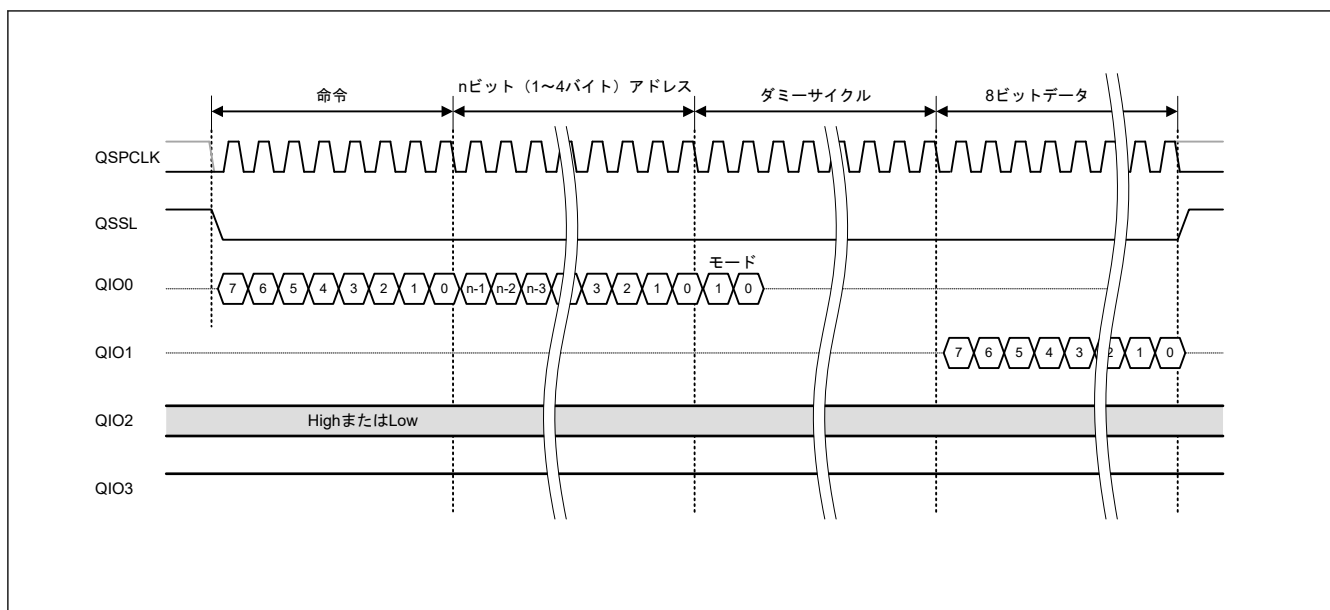 命令
nビット（1～4バイト）アドレス
ダミーサイクル
8ビットデータ
QSPCLK
QSSL
モード
QIO0
7 6 5 4 3 2 1 0 n-1 n-2 n-3 3 2 1 0 1 0
QIO1
7 6 5 4 3 2 1 0
QIO2
HighまたはLow
QIO3